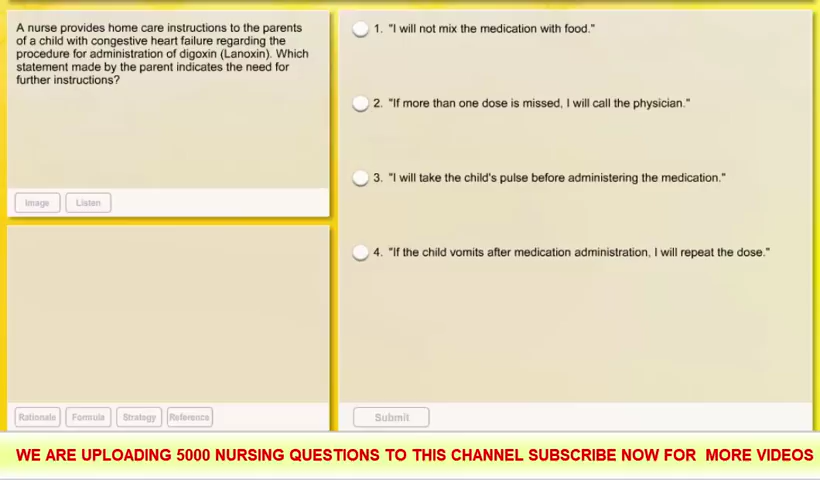 A nurse provides home care instructions to the parents
of a child with congestive heart failure regarding the
procedure for administration of digoxin (Lanoxin). Which
statement made by the parent indicates the need for
further instructions?
Image Listen
1. "I will not mix the medication with food."
2. "If more than one dose is missed, I will call the physician."
3. "I will take the child's pulse before administering the medication."
4. "If the child vomits after medication administration, I will repeat the dose."
Rationale Formula Strategy Reference
Submit
WE ARE UPLOADING 5000 NURSING QUESTIONS TO THIS CHANNEL SUBSCRIBE NOW FOR MORE VIDEOS